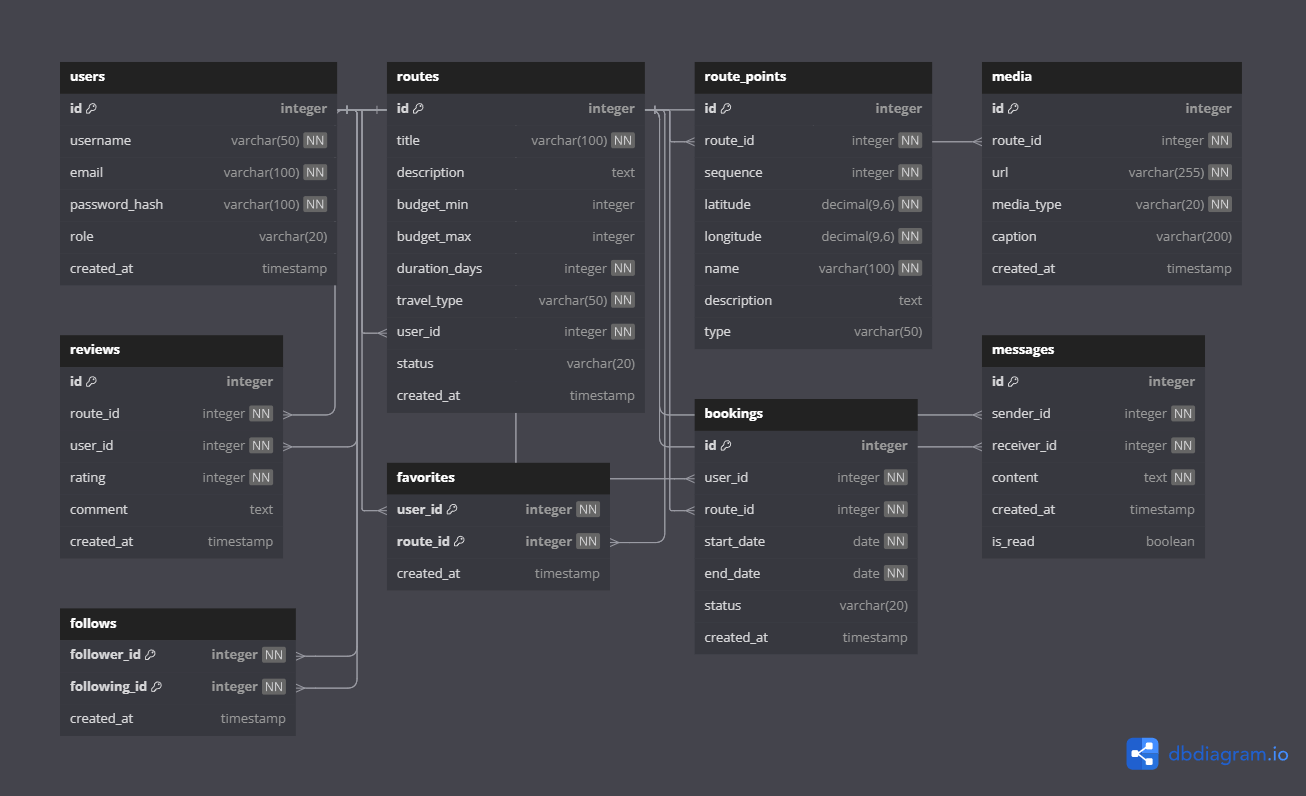 users
id integer
username varchar(50) NN
email varchar(100) NN
password_hash varchar(100) NN
role varchar(20)
created_at timestamp
routes
id integer
title varchar(100) NN
description text
budget_min integer
budget_max integer
duration_days integer NN
travel_type varchar(50) NN
user_id integer NN
status varchar(20)
created_at timestamp
route_points
id integer
route_id integer NN
sequence integer NN
latitude decimal(9,6) NN
longitude decimal(9,6) NN
name varchar(100) NN
description text
type varchar(50)
media
id integer
route_id integer NN
url varchar(255) NN
media_type varchar(20) NN
caption varchar(200)
created_at timestamp
reviews
id integer
route_id integer NN
user_id integer NN
rating integer NN
comment text
created_at timestamp
favorites
user_id integer NN
route_id integer NN
created_at timestamp
bookings
id integer
user_id integer NN
route_id integer NN
start_date date NN
end_date date NN
status varchar(20)
created_at timestamp
messages
id integer
sender_id integer NN
receiver_id integer NN
content text NN
created_at timestamp
is_read boolean
follows
follower_id integer NN
following_id integer NN
created_at timestamp
dbdiagram.io